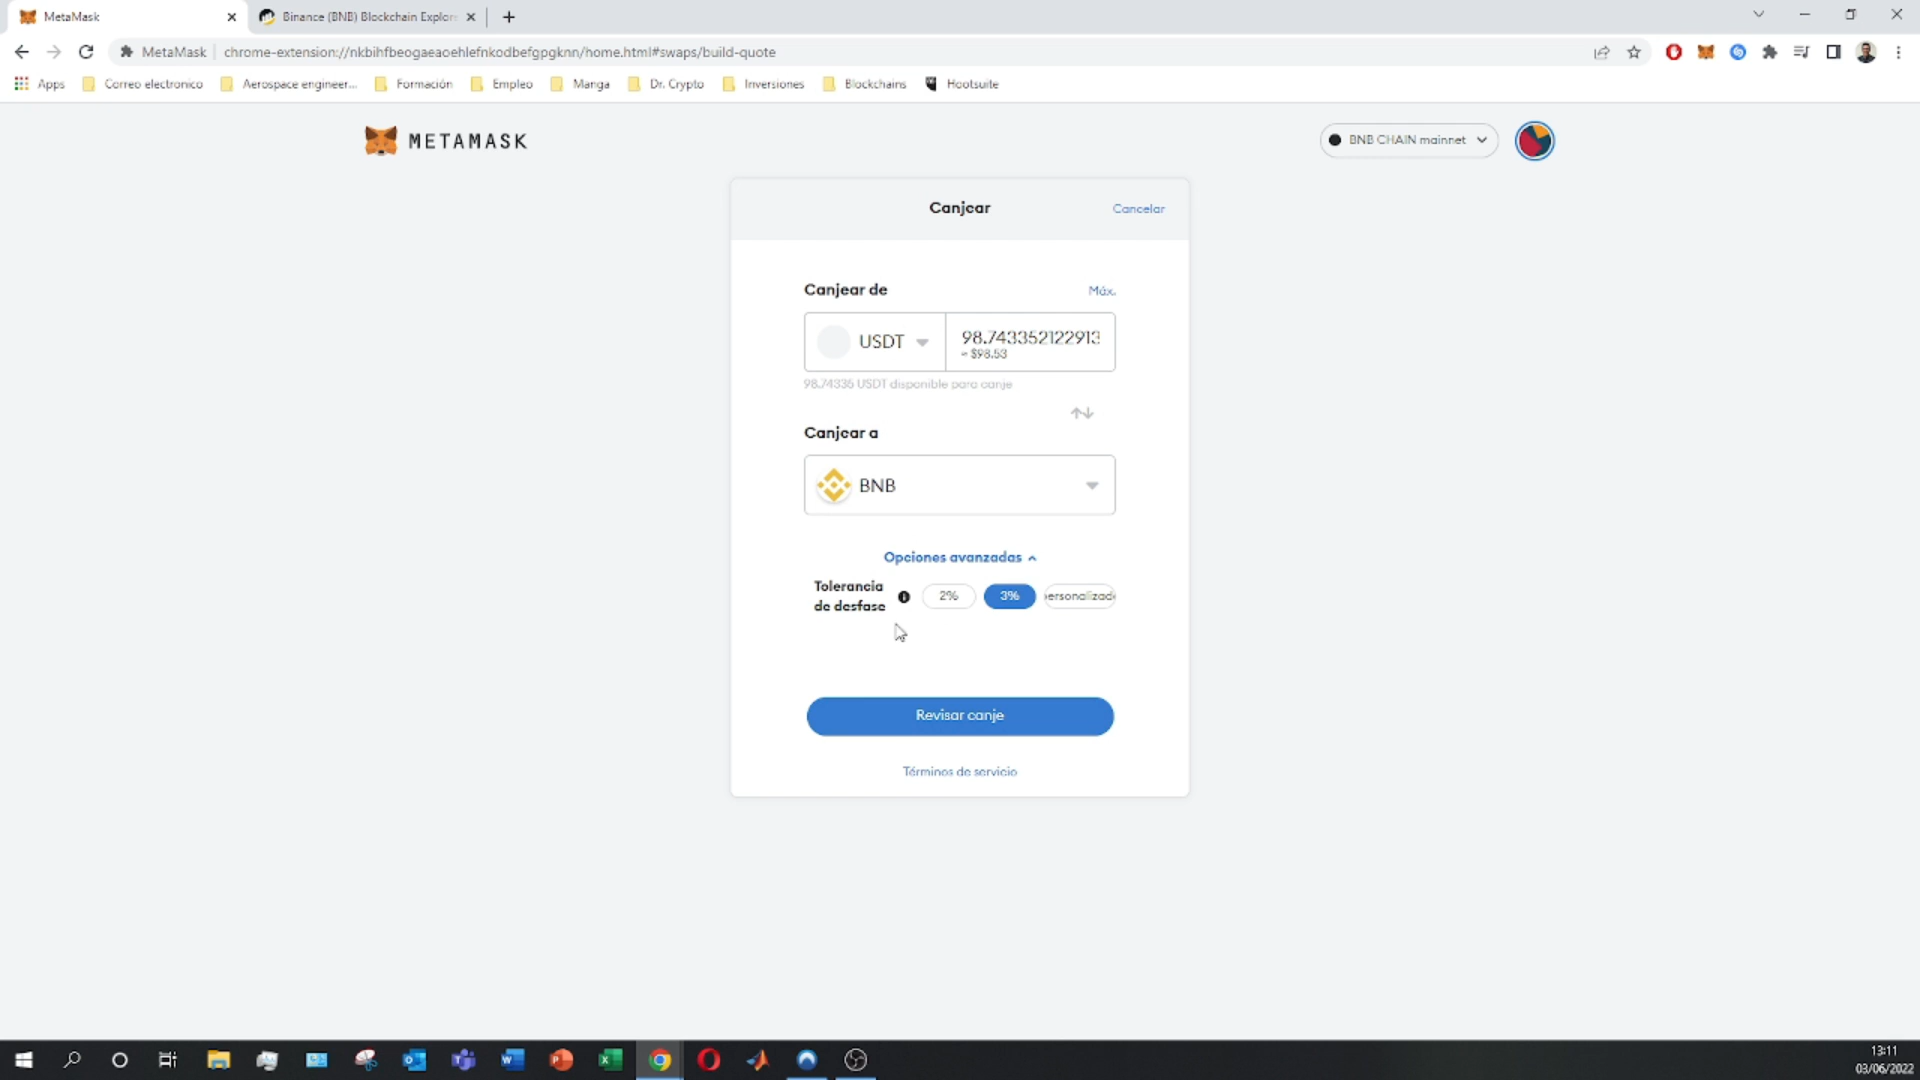 MetaMask
Binance (BNB) Blockchain Explor
MetaMask
chrome-extension://nkbihfbeogaeaoehlefnkodbefgpgknn/home.html#swaps/build-quote
Apps
Correo electronico
Aerospace engineer...
Formación
Empleo
Manga
Dr. Crypto
Inversiones
Blockchains
Hootsuite
METAMASK
BNB CHAIN mainnet
Canjear
Cancelar
Canjear de
Máx.
USDT
98.743352122913
≈ $98.53
98.74335 USDT disponible para canje
Canjear a
BNB
Opciones avanzadas
Tolerancia
de desfase
2%
3%
personalizado
Revisar canje
Términos de servicio
13:11
03/06/2022